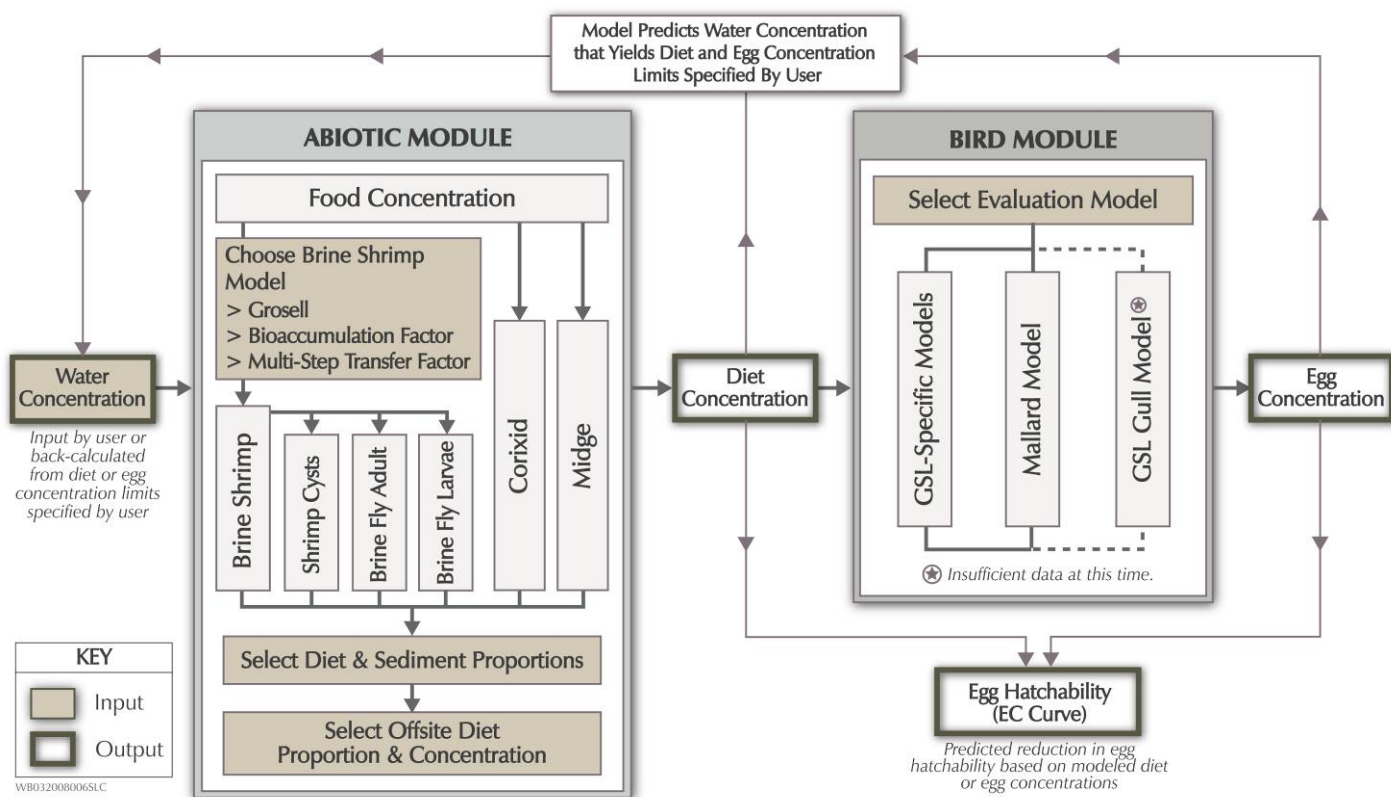 Model Predicts Water Concentration
that Yields Diet and Egg Concentration
Limits Specified By User
ABIOTIC MODULE
Food Concentration
Choose Brine Shrimp
Model
> Grosell
> Bioaccumulation Factor
> Multi-Step Transfer Factor
Brine Shrimp
Shrimp Cysts
Brine Fly Adult
Brine Fly Larvae
Corixid
Midge
Select Diet & Sediment Proportions
Select Offsite Diet
Proportion & Concentration
Water
Concentration
Input by user or
back-calculated
from diet or egg
concentration limits
specified by user
Diet
Concentration
BIRD MODULE
Select Evaluation Model
GSL-Specific Models
Mallard Model
GSL Gull Model
Insufficient data at this time.
Egg
Concentration
Egg Hatchability
(EC Curve)
Predicted reduction in egg
hatchability based on modeled diet
or egg concentrations
KEY
Input
Output
WB032008006SLC